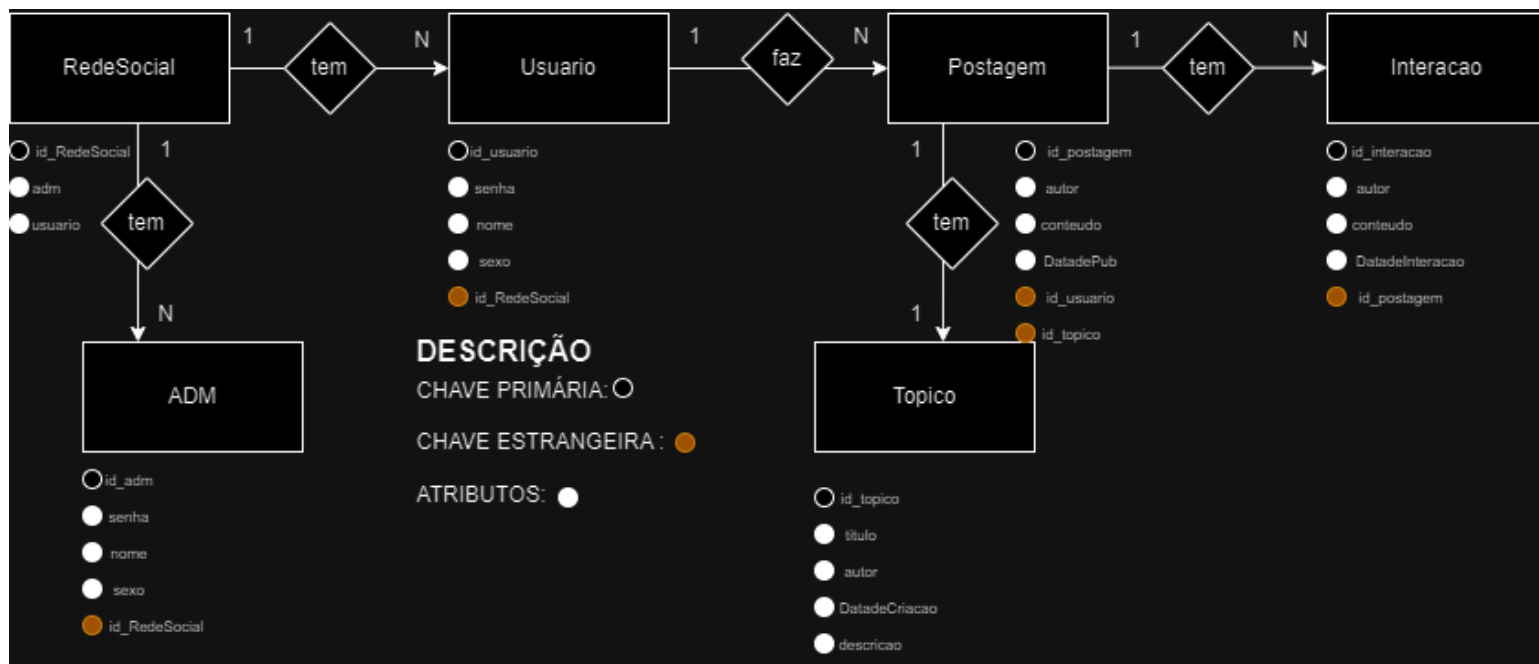 RedeSocial
1
tem
N
Usuario
1
faz
N
Postagem
1
tem
N
Interacao
id_RedeSocial
adm
usuario
1
tem
N
id_usuario
senha
nome
sexo
id_RedeSocial
1
tem
1
id_postagem
autor
conteudo
DatadePub
id_usuario
id_topico
id_interacao
autor
conteudo
DatadeInteracao
id_postagem
ADM
id_adm
senha
nome
sexo
id_RedeSocial
DESCRIÇÃO
CHAVE PRIMÁRIA:
CHAVE ESTRANGEIRA :
ATRIBUTOS:
Topico
id_topico
titulo
autor
DatadeCriacao
descricao